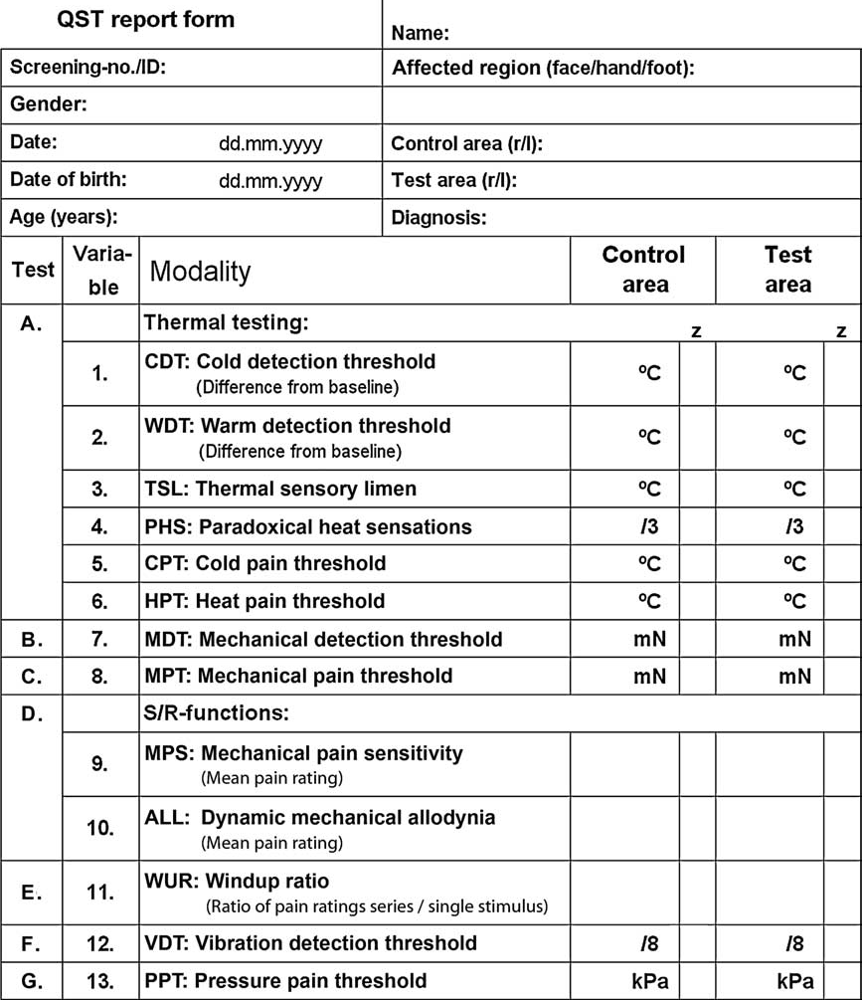 QST report form
Name:
Screening-no./ID:
Affected region (face/hand/foot):
Gender:
Date: dd.mm.yyyy
Control area (r/l):
Date of birth: dd.mm.yyyy
Test area (r/l):
Age (years):
Diagnosis:
Test Varia-ble Modality Control area Test area
A. Thermal testing: z z
1. CDT: Cold detection threshold ºC ºC
(Difference from baseline)
2. WDT: Warm detection threshold ºC ºC
(Difference from baseline)
3. TSL: Thermal sensory limen ºC ºC
4. PHS: Paradoxical heat sensations /3 /3
5. CPT: Cold pain threshold ºC ºC
6. HPT: Heat pain threshold ºC ºC
B. 7. MDT: Mechanical detection threshold mN mN
C. 8. MPT: Mechanical pain threshold mN mN
D. S/R-functions:
9. MPS: Mechanical pain sensitivity
(Mean pain rating)
10. ALL: Dynamic mechanical allodynia
(Mean pain rating)
E. 11. WUR: Windup ratio
(Ratio of pain ratings series / single stimulus)
F. 12. VDT: Vibration detection threshold /8 /8
G. 13. PPT: Pressure pain threshold kPa kPa